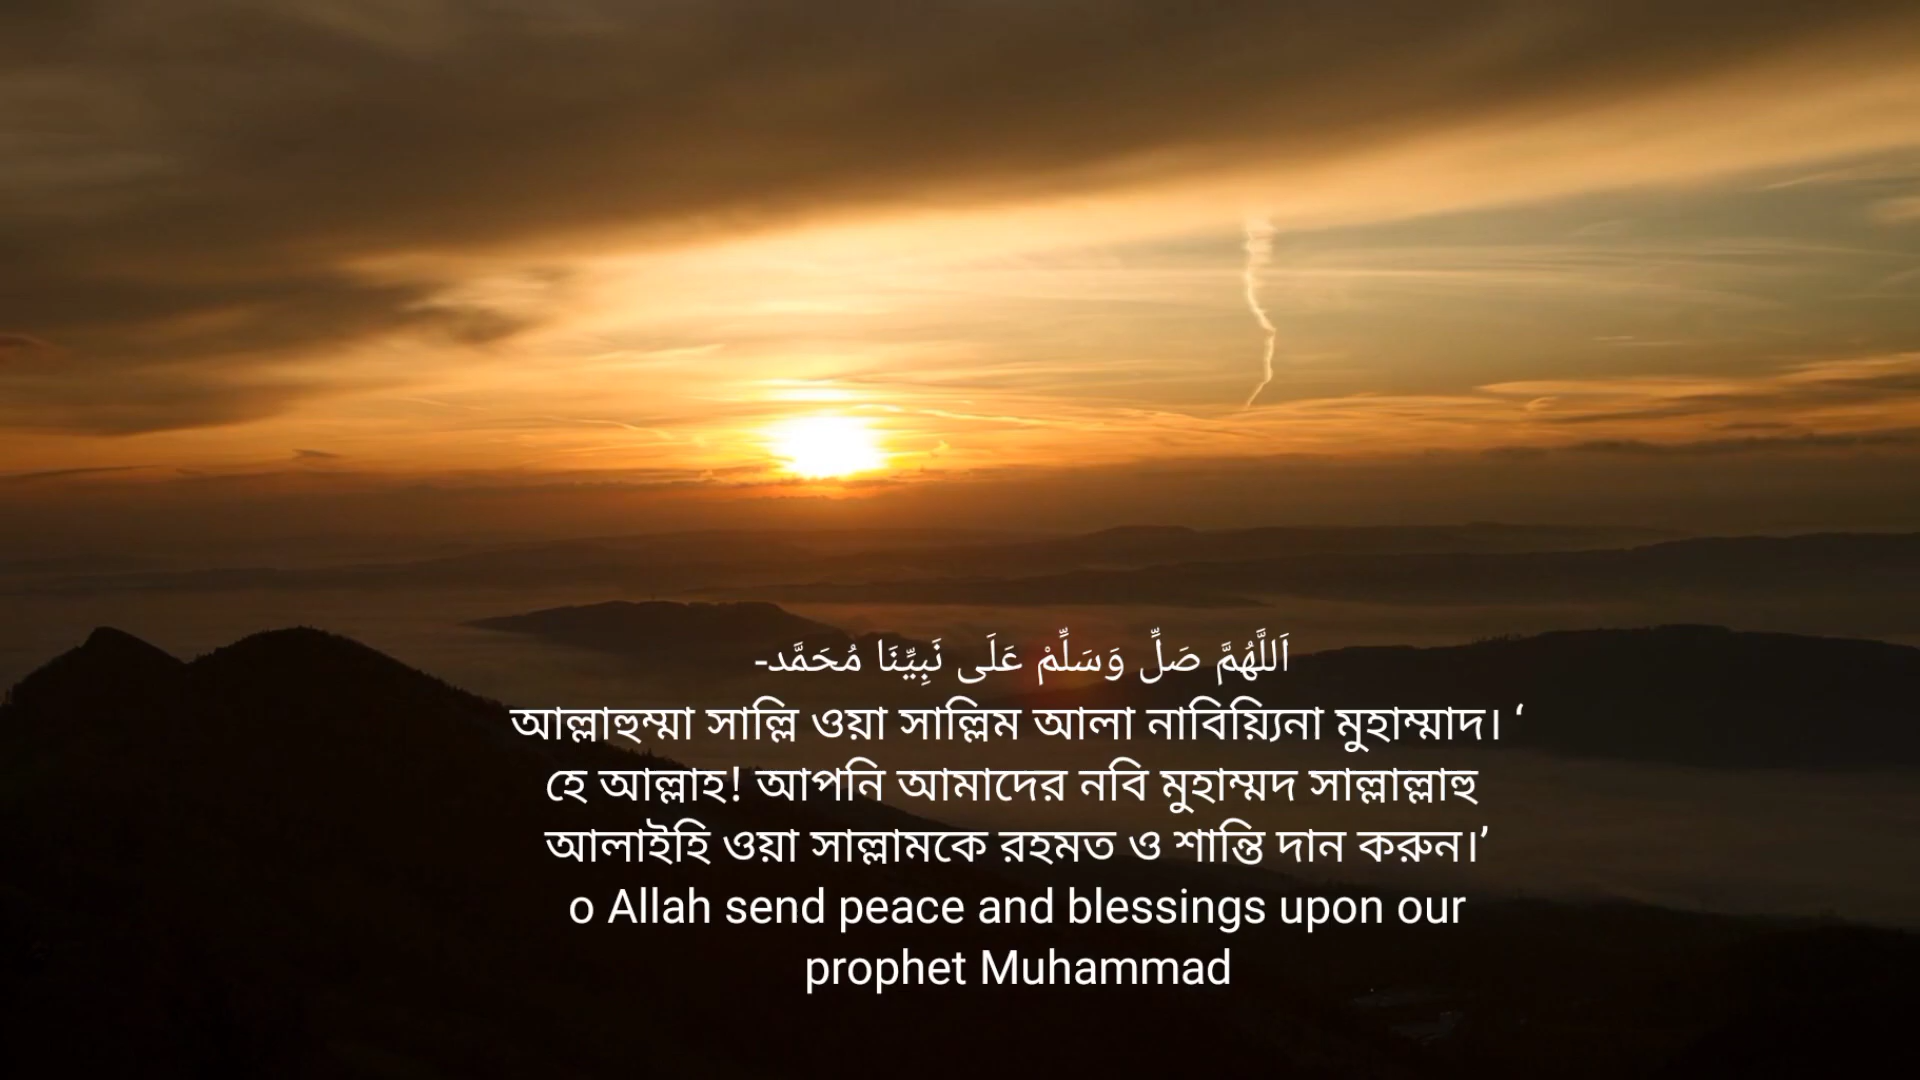 اَللَّهُمَّ صَلِّ وَسَلِّمْ عَلَى نَبِيِّنَا مُحَمَّد-
আল্লাহুম্মা সাল্লি ওয়া সাল্লিম আলা নাবিয়্যিনা মুহাম্মাদ। ‘
হে আল্লাহ! আপনি আমাদের নবি মুহাম্মদ সাল্লাল্লাহু
আলাইহি ওয়া সাল্লামকে রহমত ও শান্তি দান করুন।’
o Allah send peace and blessings upon our
prophet Muhammad